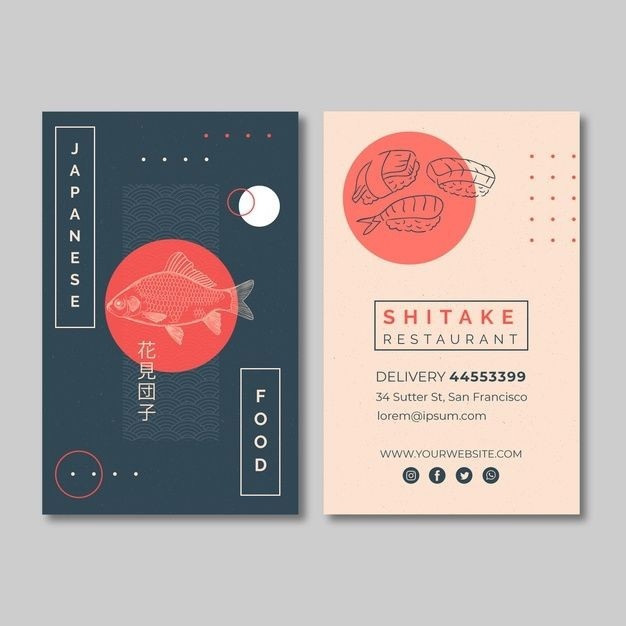 JAPANESE
花見団子
FOOD
SHITAKE
RESTAURANT
DELIVERY 44553399
34 Sutter St, San Francisco
lorem@ipsum.com
WWW.YOURWEBSITE.COM